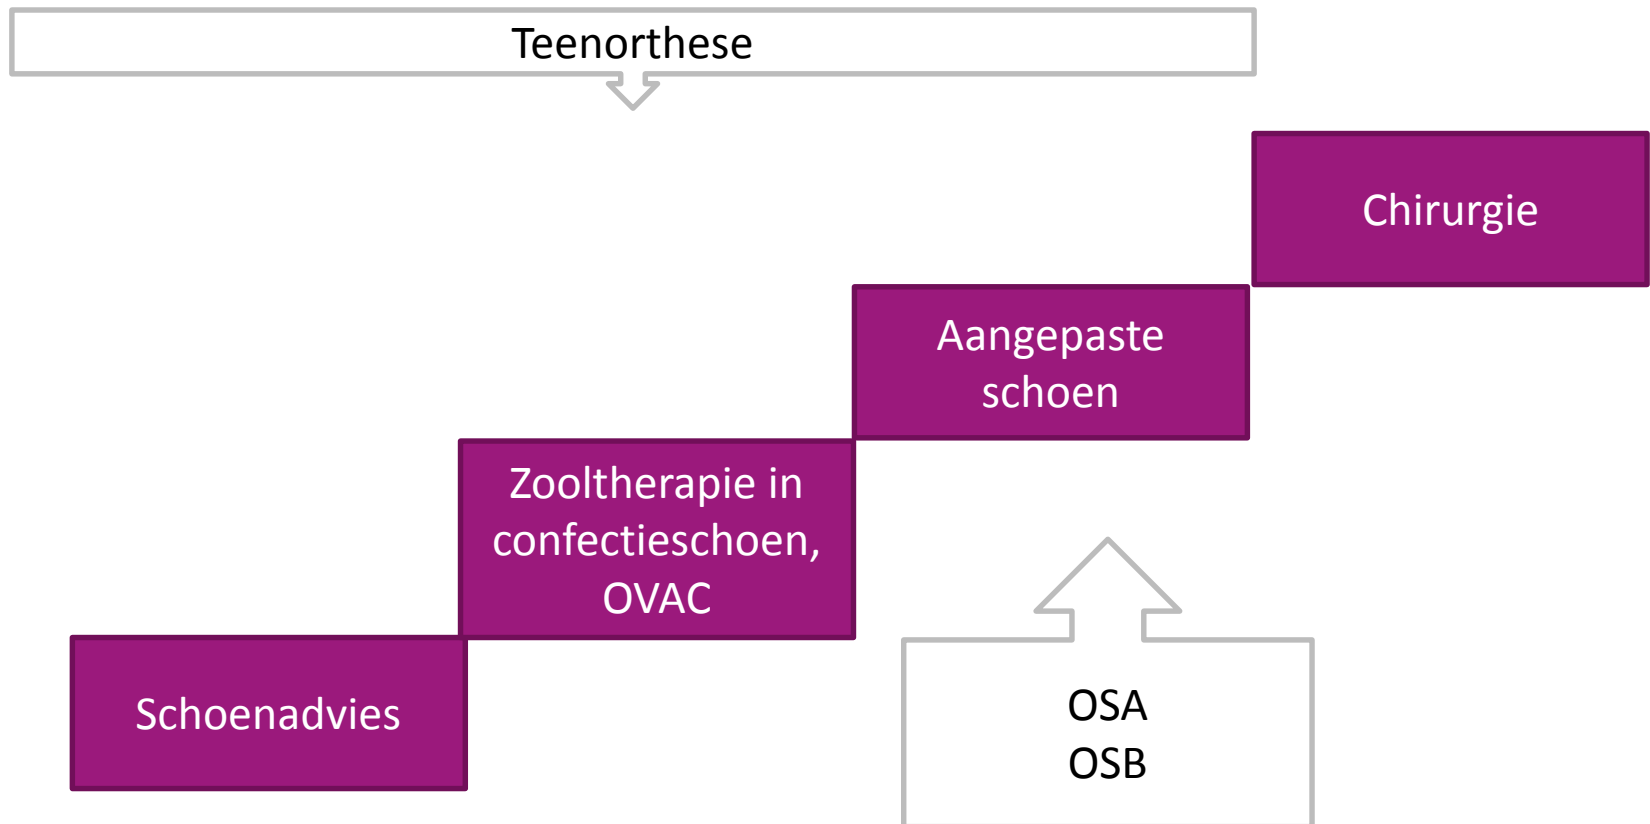 Teenorthese
Chirurgie
Aangepaste
schoen
Zooltherapie in
confectieschoen,
OVAC
Schoenadvies
OSA
OSB